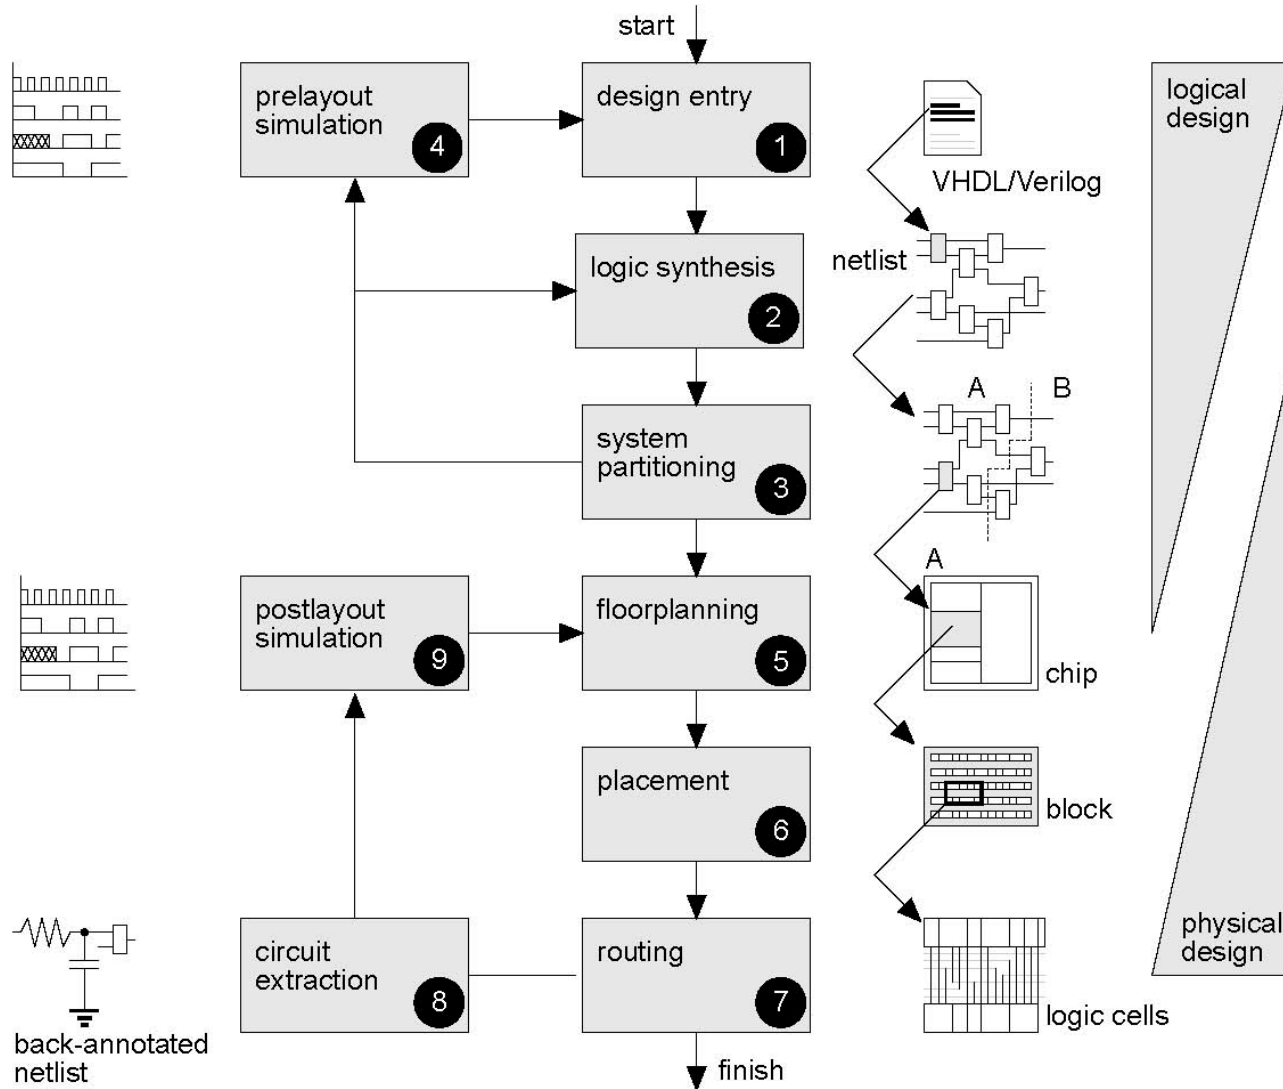 start
prelayout
simulation
4
design entry
1
VHDL/Verilog
logical
design
logic synthesis
2
netlist
system
partitioning
3
A
B
postlayout
simulation
9
floorplanning
5
A
chip
placement
6
block
circuit
extraction
8
routing
7
logic cells
physical
design
back-annotated
netlist
finish